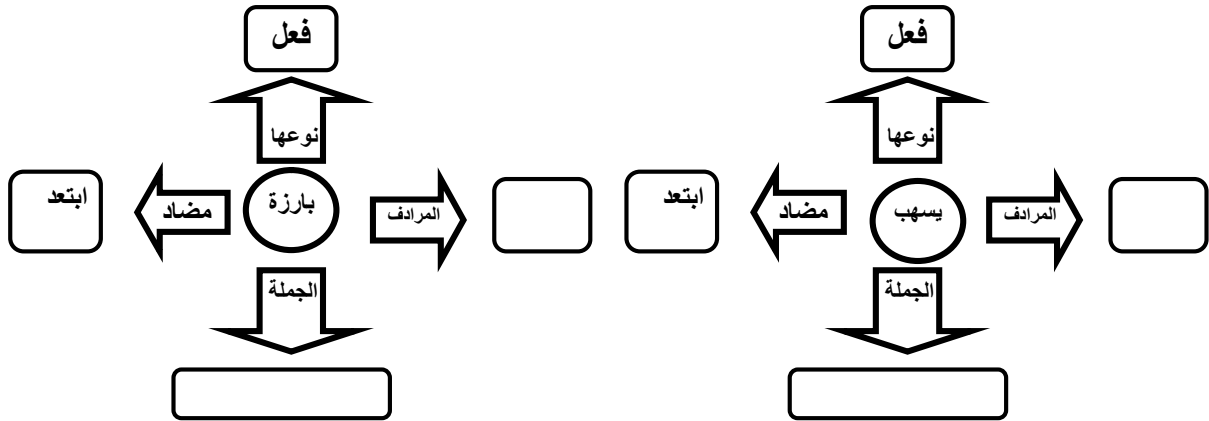 فعل
نوعها
يسهب
المرادف
مضاد
ابتعد
الجملة
فعل
نوعها
بارزة
المرادف
مضاد
ابتعد
الجملة